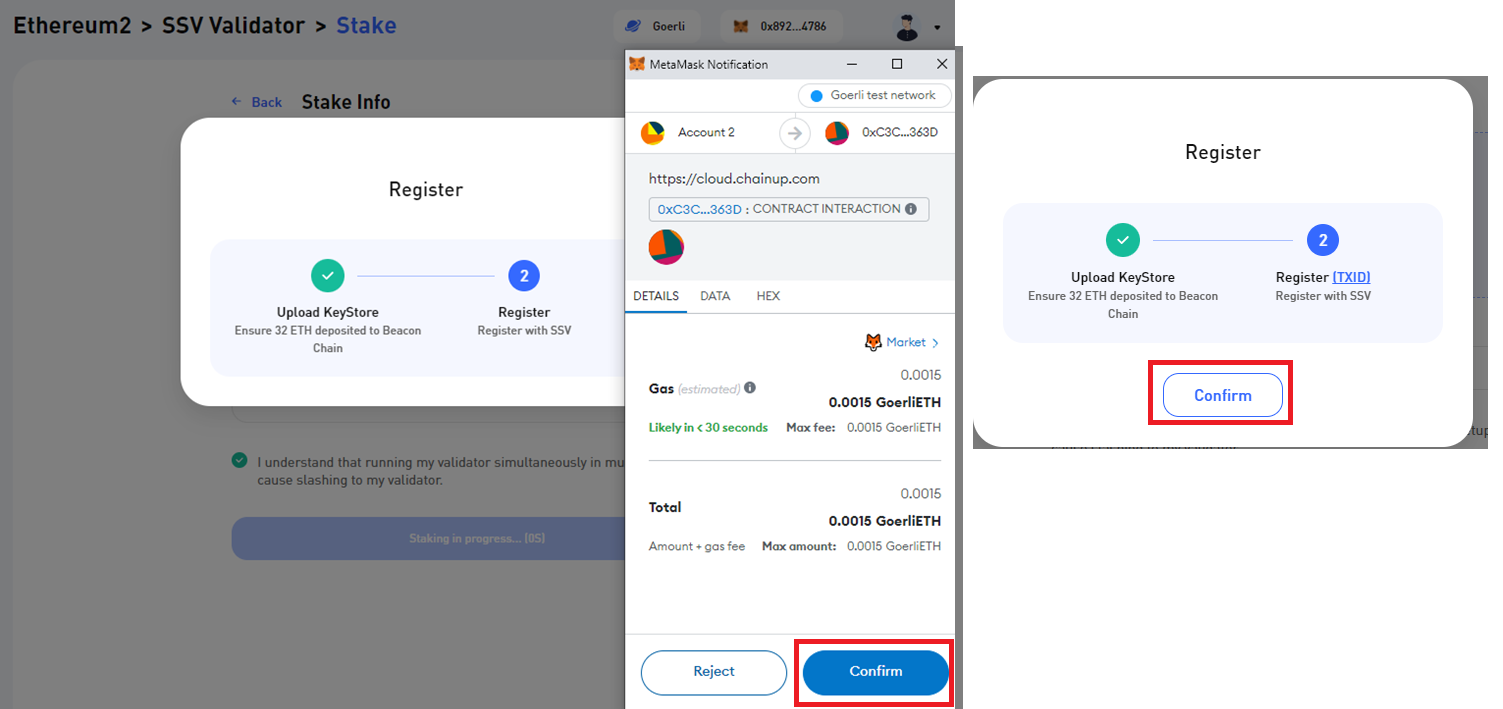 Ethereum2 > SSV Validator > Stake
Goerli
0x892...4786
← Back
Stake Info
Register
Upload KeyStore
Ensure 32 ETH deposited to Beacon
Chain
2
Register
Register with SSV
I understand that running my validator simultaneously in mu
cause slashing to my validator.
Staking in progress... (0S)
MetaMask Notification
Goerli test network
Account 2
0xC3C...363D
https://cloud.chainup.com
0xC3C...363D : CONTRACT INTERACTION
DETAILS
DATA
HEX
Market >
0.0015
Gas (estimated)
0.0015 GoerliETH
Likely in < 30 seconds
Max fee: 0.0015 GoerliETH
0.0015
Total
0.0015 GoerliETH
Amount + gas fee
Max amount: 0.0015 GoerliETH
Reject
Confirm
Register
Upload KeyStore
Ensure 32 ETH deposited to Beacon
Chain
2
Register (TXID)
Register with SSV
Confirm